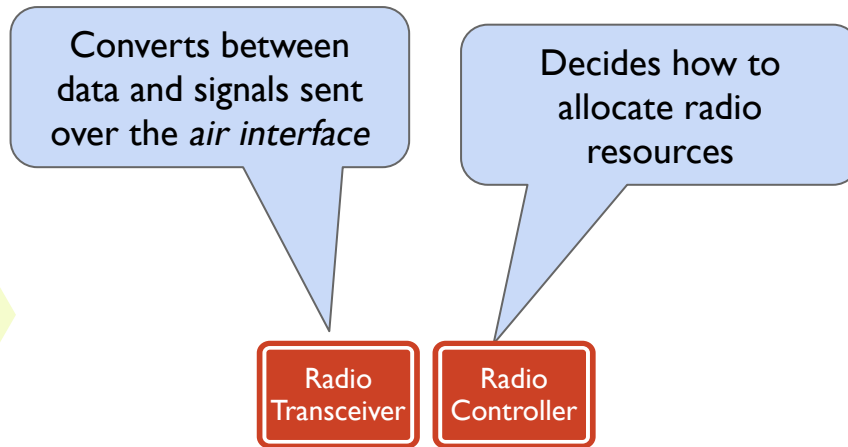 Converts between
data and signals sent
over the air interface
Decides how to
allocate radio
resources
Radio
Transceiver
Radio
Controller